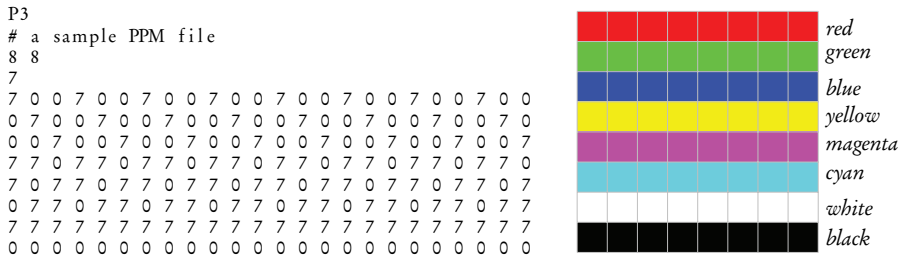 P3
# a sample PPM file
8 8
7
7 0 0 7 0 0 7 0 0 7 0 0 7 0 0 7 0 0 7 0 0 7 0 0
0 7 0 0 7 0 0 7 0 0 7 0 0 7 0 0 7 0 0 7 0 0 7 0
0 0 7 0 0 7 0 0 7 0 0 7 0 0 7 0 0 7 0 0 7 0 0 7
7 7 0 7 7 0 7 7 0 7 7 0 7 7 0 7 7 0 7 7 0 7 7 0
7 0 7 7 0 7 7 0 7 7 0 7 7 0 7 7 0 7 7 0 7 7 0 7
0 7 7 0 7 7 0 7 7 0 7 7 0 7 7 0 7 7 0 7 7 0 7 7
7 7 7 7 7 7 7 7 7 7 7 7 7 7 7 7 7 7 7 7 7 7 7 7
0 0 0 0 0 0 0 0 0 0 0 0 0 0 0 0 0 0 0 0 0 0 0 0
red
green
blue
yellow
magenta
cyan
white
black